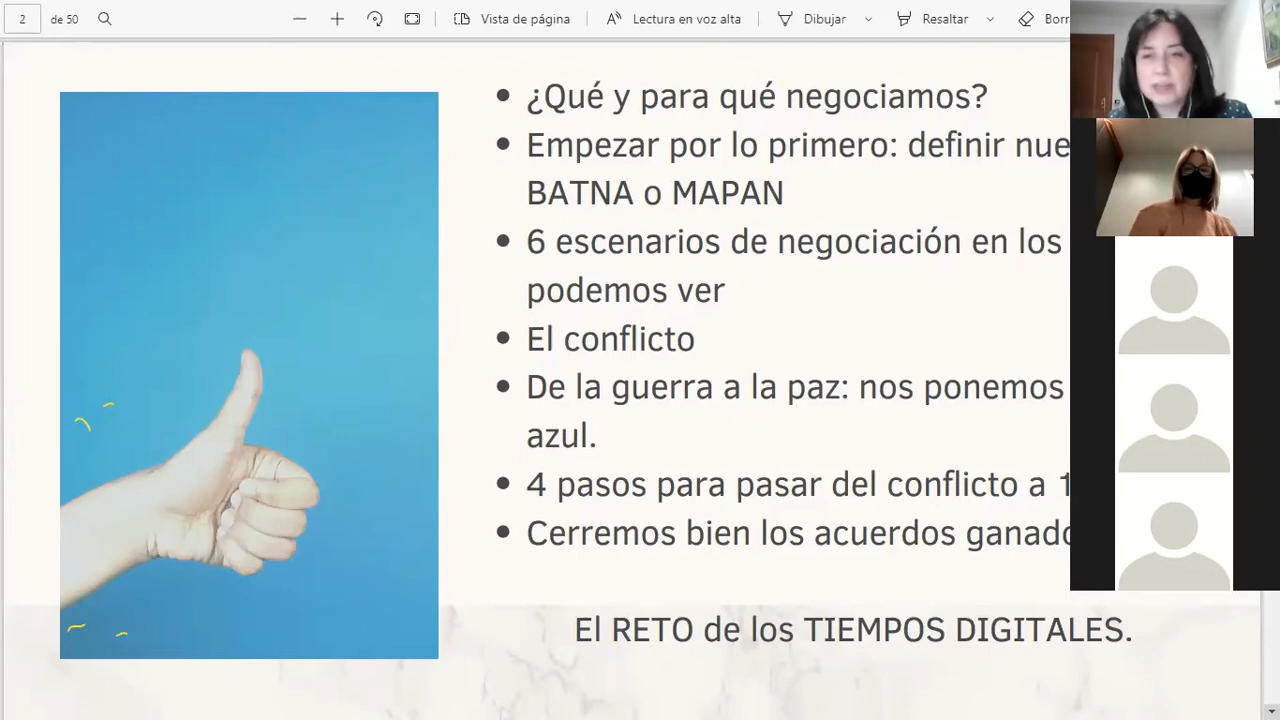 2 de 50 Vista de página Lectura en voz alta Dibujar Resaltar
¿Qué y para qué negociamos?
Empezar por lo primero: definir
BATNA o MAPAN
6 escenarios de negociación en los
podemos ver
El conflicto
De la guerra a la paz: nos ponemos
azul.
4 pasos para pasar del conflicto a
Cerremos bien los acuerdos
El RETO de los TIEMPOS DIGITALES.